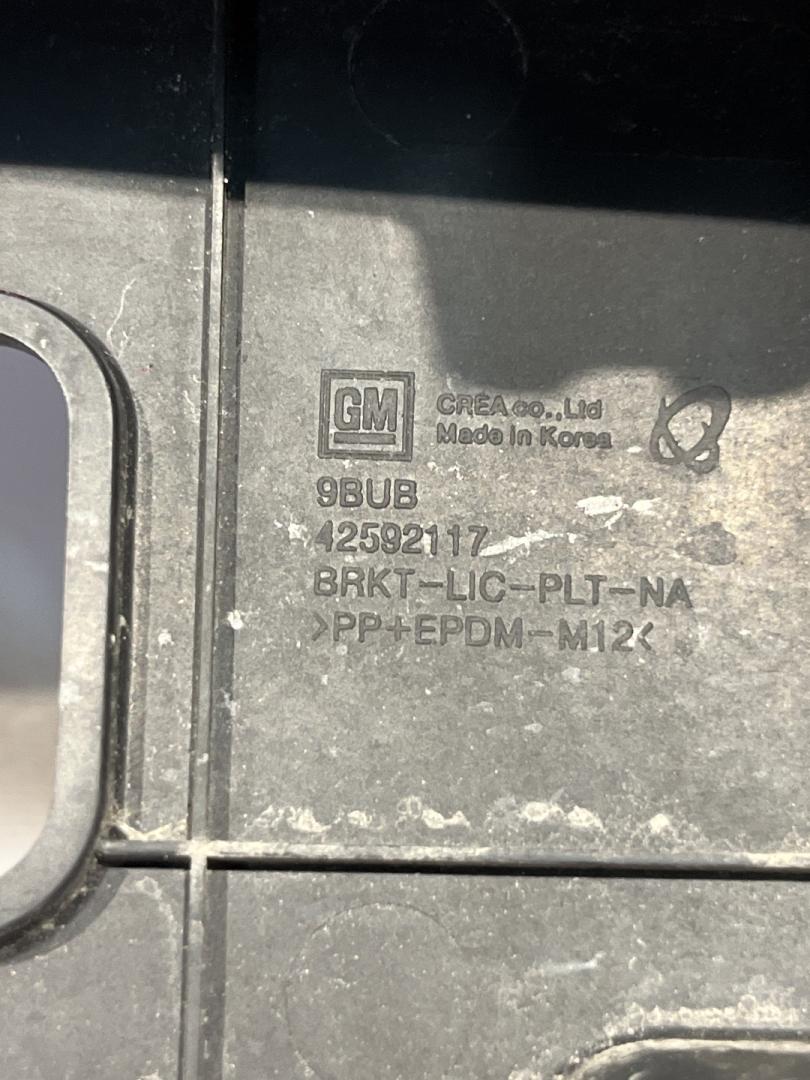 GM
CREA co.,Ltd
Made in Korea
9BUB
42592117
BRKT-LIC-PLT-NA
>PP+EPDM-M12<